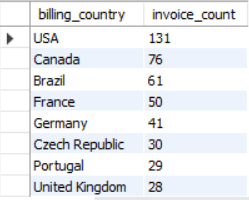 billing_country invoice_count
USA 131
Canada 76
Brazil 61
France 50
Germany 41
Czech Republic 30
Portugal 29
United Kingdom 28